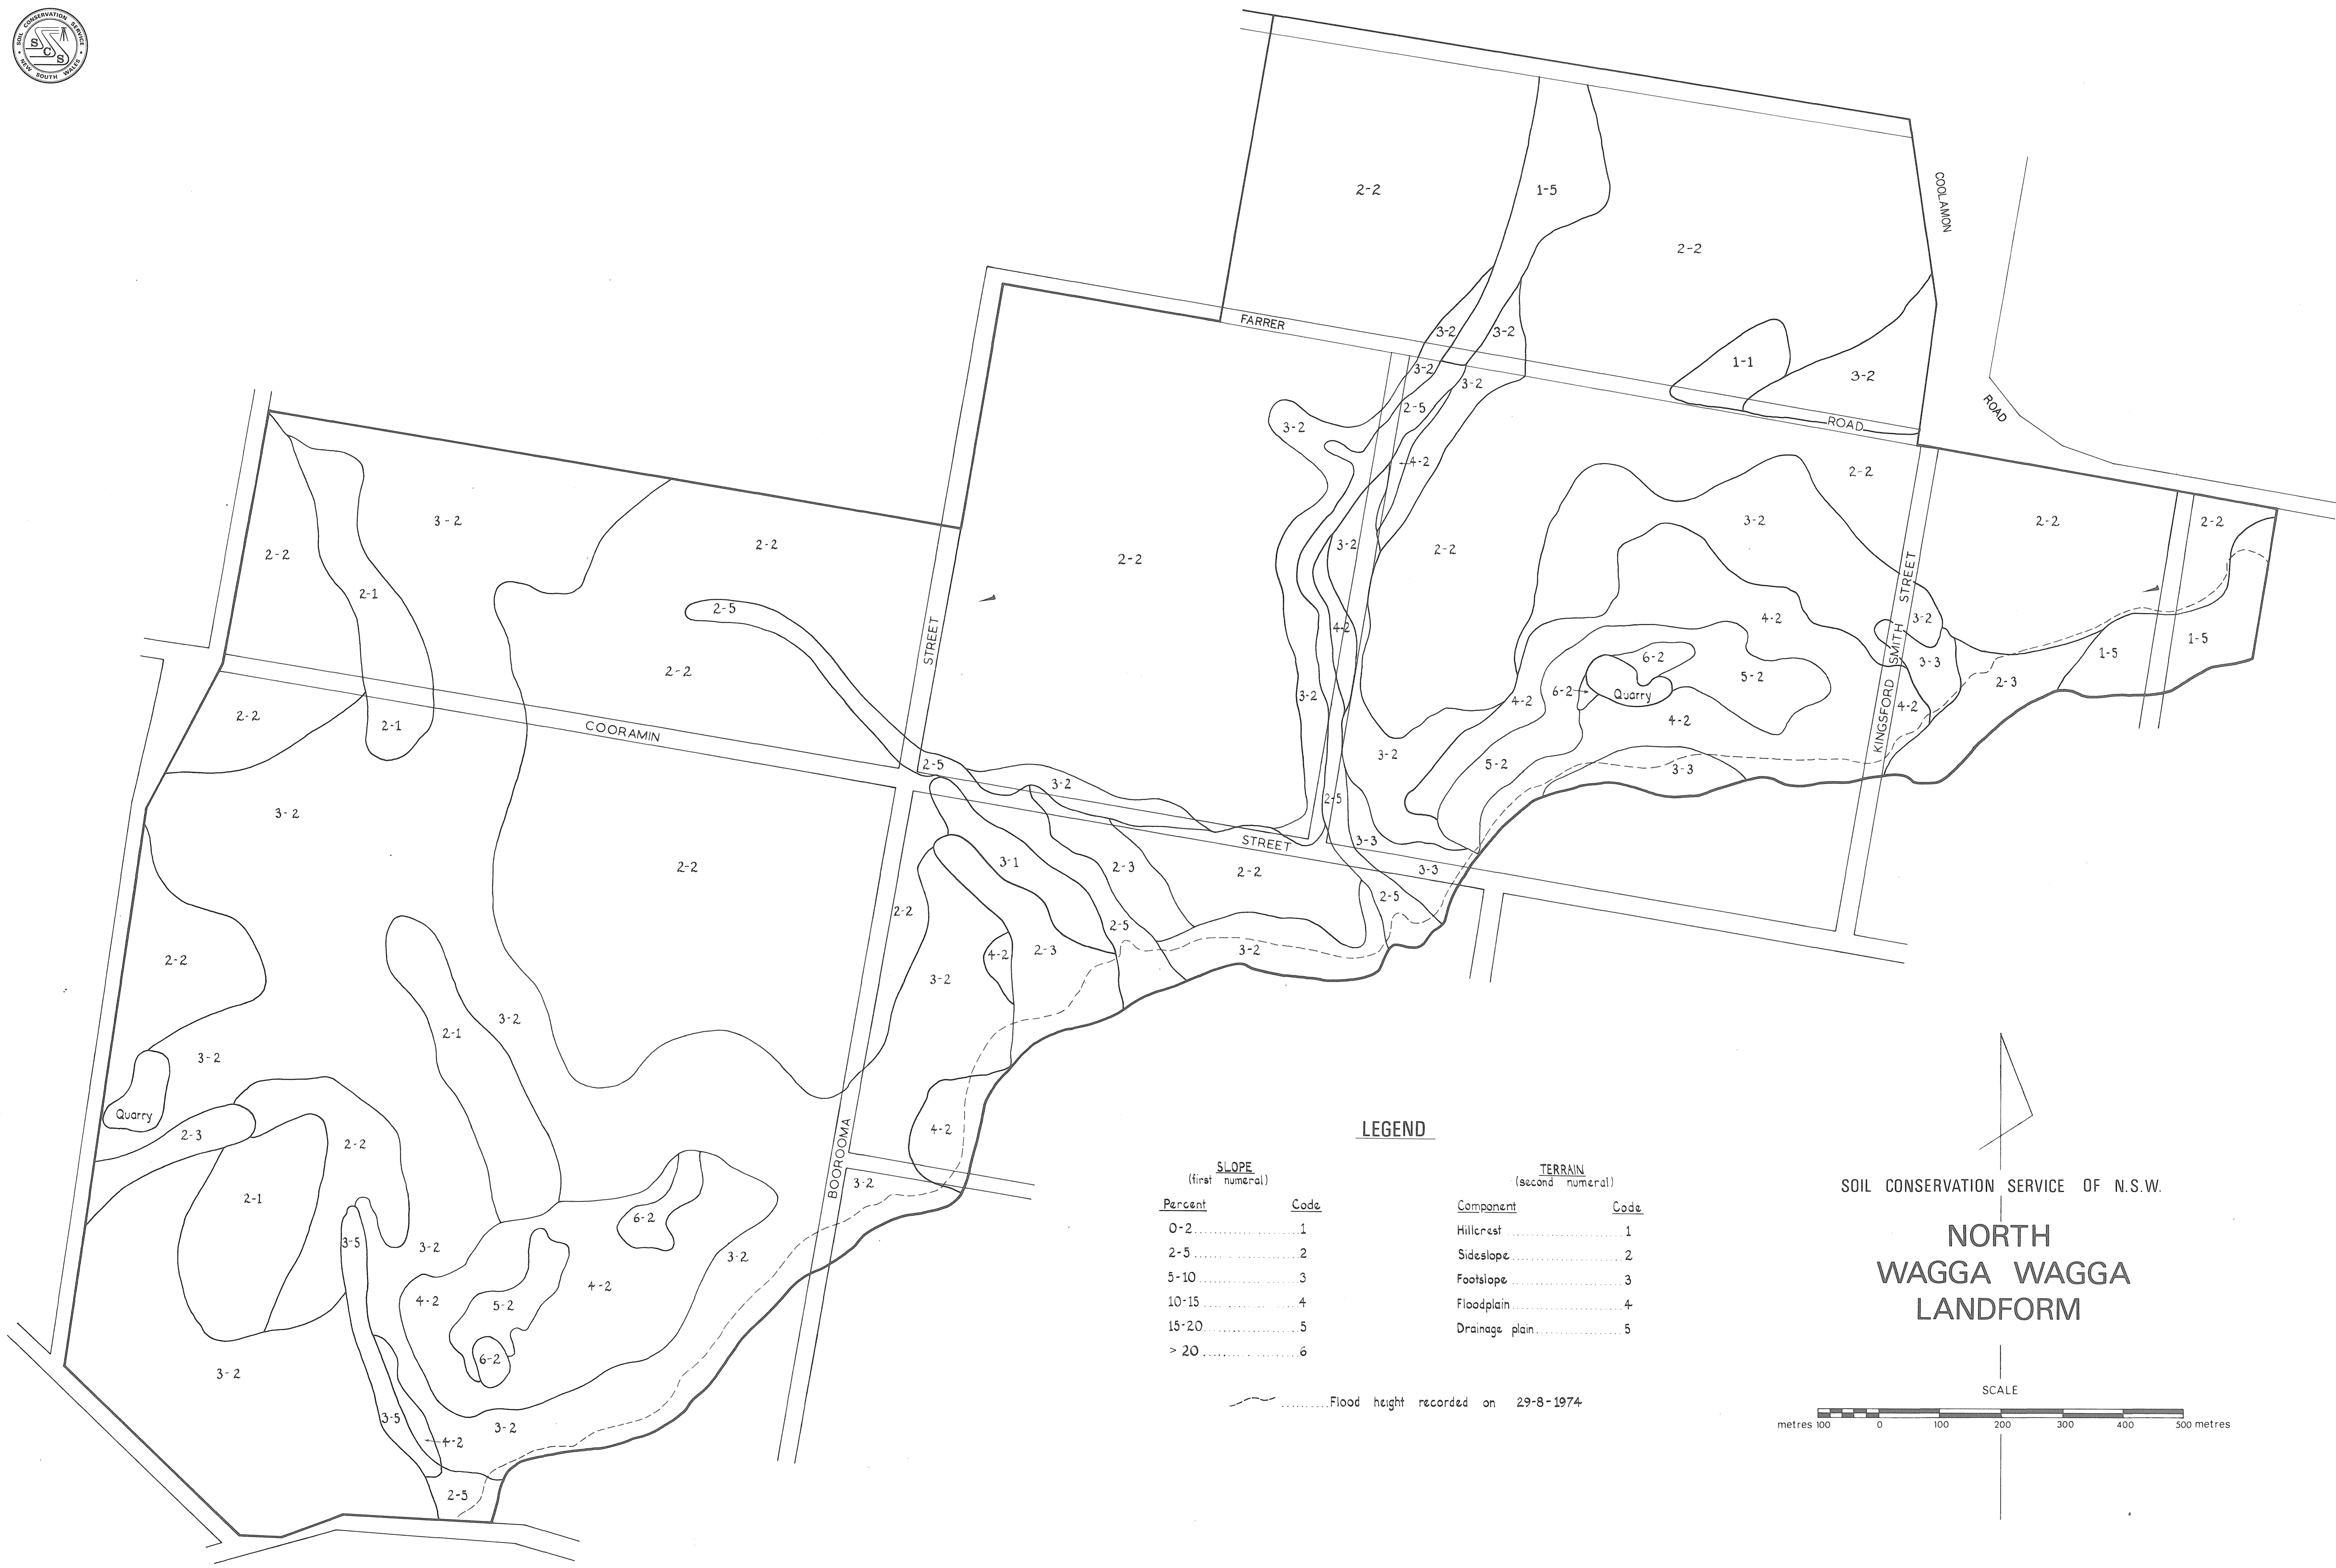 SOIL CONSERVATION SERVICE
NEW SOUTH WALES
S C S
COOLAMON
ROAD
2-2
1-5
2-2
FARRER
3-2
3-2
1-1
3-2
3-2
3-2
2-5
3-2
ROAD
4-2
2-2
3-2
3-2
2-2
2-2
2-2
2-2
2-2
2-2
3-2
2-2
2-1
2-5
STREET
4-2
4-2
STREET
3-2
3-3
1-5
1-5
2-3
6-2
5-2
6-2
Quarry
4-2
4-2
4-2
KINGSFORD SMITH
2-2
3-2
2-2
2-1
COORAMIN
2-5
3-2
3-2
5-2
3-3
2-5
3-2
2-2
STREET
3-3
3-3
3-1
2-3
2-2
2-5
2-2
2-5
2-2
4-2
2-3
3-2
3-2
2-1
3-2
3-2
Quarry
2-3
2-2
4-2
BOOROOMA
3-2
2-1
6-2
3-5
3-2
3-2
4-2
5-2
4-2
6-2
3-2
3-5
3-2
4-2
2-5
LEGEND
SLOPE
(first numeral)
Percent Code
0-2 1
2-5 2
5-10 3
10-15 4
15-20 5
> 20 6
TERRAIN
(second numeral)
Component Code
Hillcrest 1
Sideslope 2
Footslope 3
Floodplain 4
Drainage plain 5
Flood height recorded on 29-8-1974
SOIL CONSERVATION SERVICE OF N.S.W.
NORTH
WAGGA WAGGA
LANDFORM
SCALE
metres 100 0 100 200 300 400 500 metres